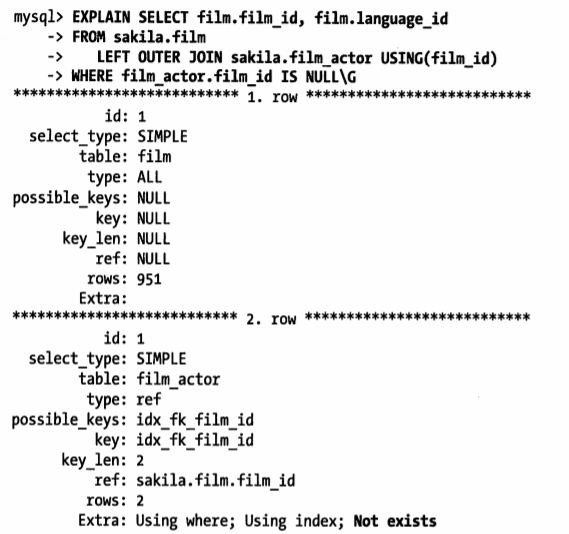 mysql> EXPLAIN SELECT film.film_id, film.language_id
-> FROM sakila.film
-> LEFT OUTER JOIN sakila.film_actor USING(film_id)
-> WHERE film_actor.film_id IS NULL\G
*************************** 1. row ***************************
id: 1
select_type: SIMPLE
table: film
type: ALL
possible_keys: NULL
key: NULL
key_len: NULL
ref: NULL
rows: 951
Extra:
*************************** 2. row ***************************
id: 1
select_type: SIMPLE
table: film_actor
type: ref
possible_keys: idx_fk_film_id
key: idx_fk_film_id
key_len: 2
ref: sakila.film.film_id
rows: 2
Extra: Using where; Using index; Not exists